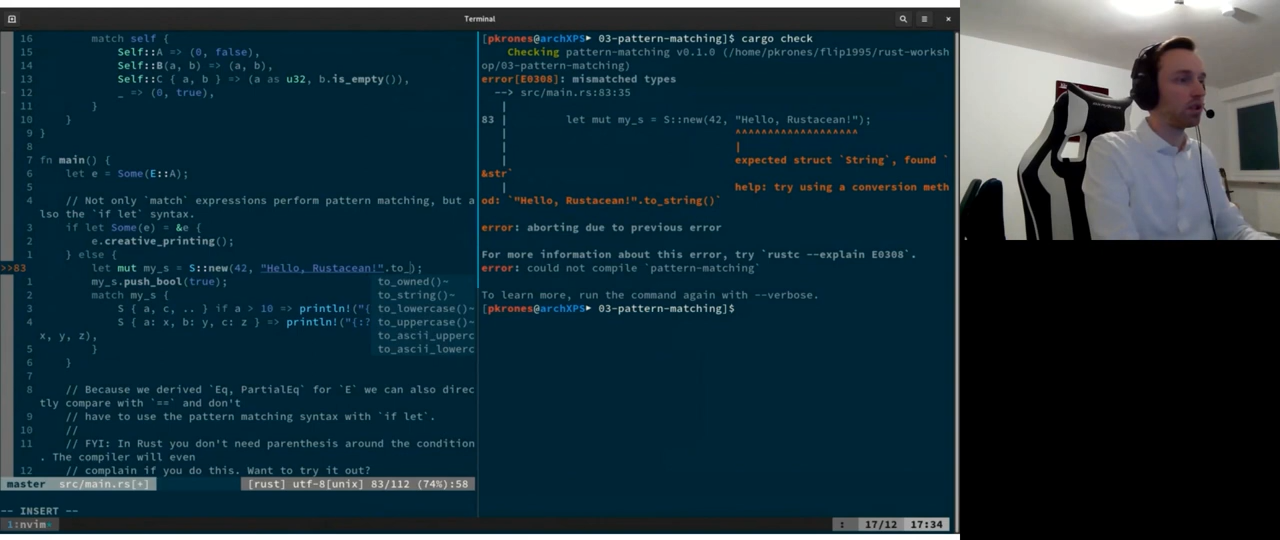 Terminal
16 match self {
15 Self::A => (0, false),
14 Self::B(a, b) => (a, b),
13 Self::C { a, b } => (a as u32, b.is_empty()),
12 _ => (0, true),
11 }
10 }
9 }
8
7 fn main() {
6 let e = Some(E::A);
5
4 // Not only `match` expressions perform pattern matching, but a
lso the `if let` syntax.
3 if let Some(e) = &e {
2 e.creative_printing();
1 } else {
>>83 let mut my_s = S::new(42, "Hello, Rustacean!".to_);
1 my_s.push_bool(true); to_owned()~
2 match my_s { to_string()~
3 S { a, c, .. } if a > 10 => println!("{ to_lowercase()~
4 S { a: x, b: y, c: z } => println!("{:? to_uppercase()~
x, y, z), to_ascii_upperc
5 } to_ascii_lowerc
6 }
7
8 // Because we derived `Eq, PartialEq` for `E` we can also direc
tly compare with `==` and don't
9 // have to use the pattern matching syntax with `if let`.
10 //
11 // FYI: In Rust you don't need parenthesis around the condition
. The compiler will even
12 // complain if you do this. Want to try it out?
master src/main.rs[+] [rust] utf-8[unix] 83/112 (74%):58
-- INSERT --
[pkrones@archXPS► 03-pattern-matching]$ cargo check
Checking pattern-matching v0.1.0 (/home/pkrones/flip1995/rust-worksh
op/03-pattern-matching)
error[E0308]: mismatched types
--> src/main.rs:83:35
|
83 | let mut my_s = S::new(42, "Hello, Rustacean!");
| ^^^^^^^^^^^^^^^^^^^
| |
| expected struct `String`, found `
&str`
| help: try using a conversion meth
od: `"Hello, Rustacean!".to_string()`
error: aborting due to previous error
For more information about this error, try `rustc --explain E0308`.
error: could not compile `pattern-matching`
To learn more, run the command again with --verbose.
[pkrones@archXPS► 03-pattern-matching]$
1:nvim* : 17/12 17:34